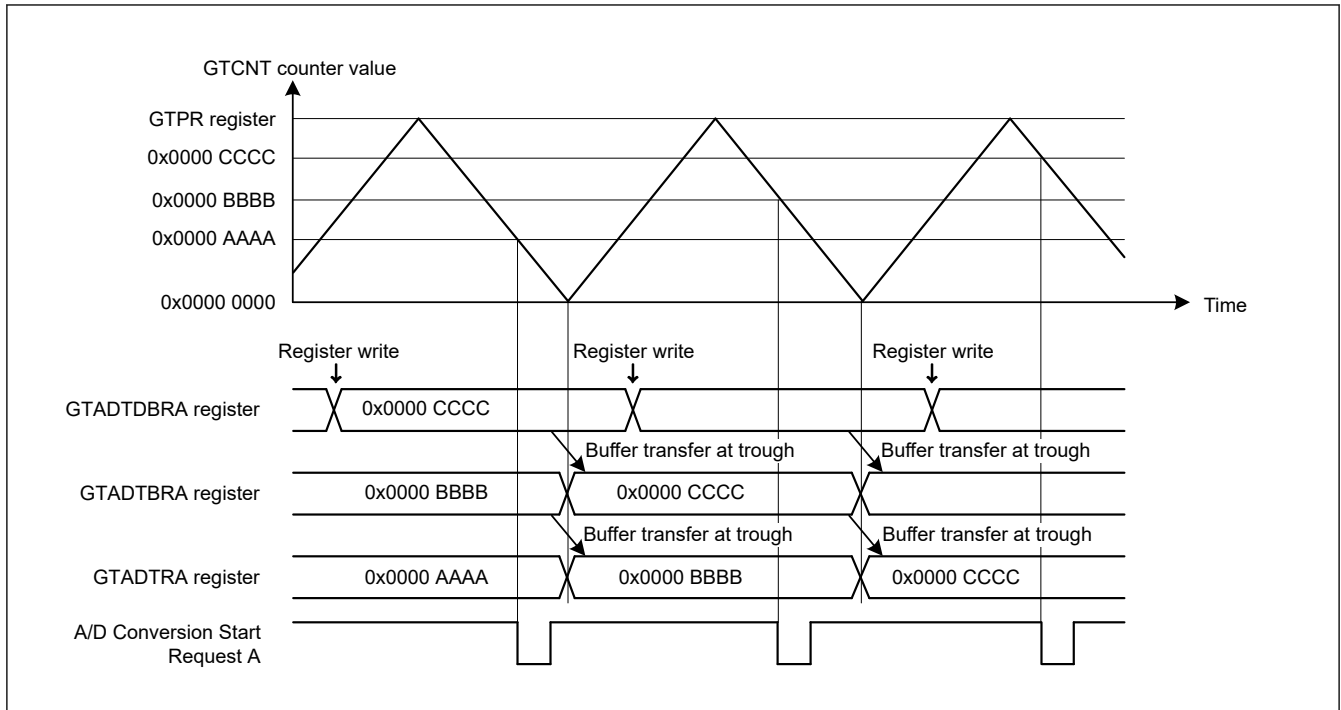 GTCNT counter value
GTPR register
0x0000 CCCC
0x0000 BBBB
0x0000 AAAA
0x0000 0000
Time
Register write Register write Register write
GTADTDBRA register 0x0000 CCCC
Buffer transfer at trough Buffer transfer at trough
GTADTBRA register 0x0000 BBBB 0x0000 CCCC
Buffer transfer at trough Buffer transfer at trough
GTADTRA register 0x0000 AAAA 0x0000 BBBB 0x0000 CCCC
A/D Conversion Start
Request A